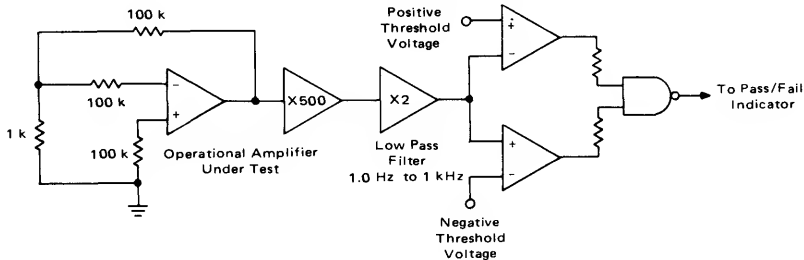 100 k
100 k
1 k
100 k
-
+
Operational Amplifier
Under Test
X500
X2
Low Pass
Filter
1.0 Hz to 1 kHz
Positive
Threshold
Voltage
+
-
+
-
Negative
Threshold
Voltage
To Pass/Fail
Indicator